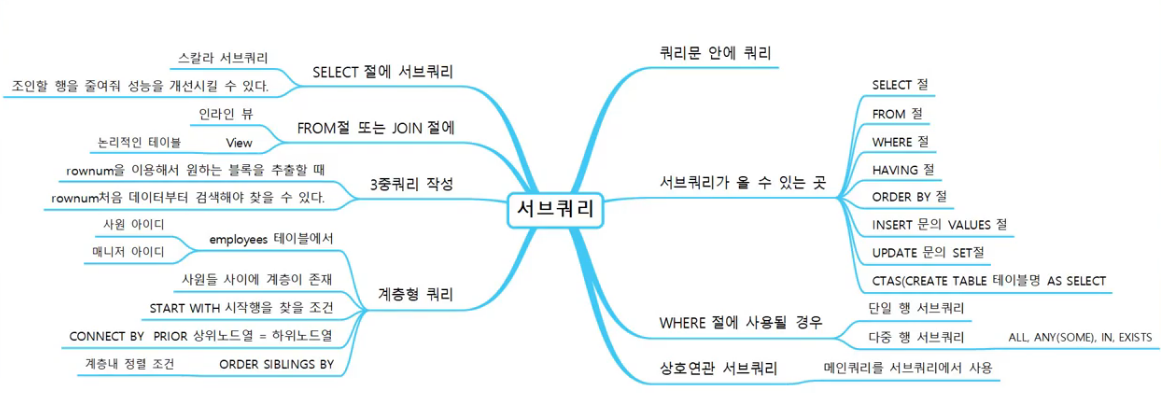 서브쿼리
쿼리문 안에 쿼리
서브쿼리가 올 수 있는 곳
SELECT 절
FROM 절
WHERE 절
HAVING 절
ORDER BY 절
INSERT 문의 VALUES 절
UPDATE 문의 SET절
CTAS(CREATE TABLE 테이블명 AS SELECT
WHERE 절에 사용될 경우
단일 행 서브쿼리
다중 행 서브쿼리
ALL, ANY(SOME), IN, EXISTS
상호연관 서브쿼리
메인쿼리를 서브쿼리에서 사용
SELECT 절에 서브쿼리
스칼라 서브쿼리
조인할 행을 줄여줘 성능을 개선시킬 수 있다.
FROM절 또는 JOIN 절에
인라인 뷰
View
논리적인 테이블
3중쿼리 작성
rownum을 이용해서 원하는 블록을 추출할 때
rownum처음 데이터부터 검색해야 찾을 수 있다.
계층형 쿼리
employees 테이블에서
사원 아이디
매니저 아이디
사원들 사이에 계층이 존재
START WITH 시작행을 찾을 조건
CONNECT BY PRIOR 상위노드열 = 하위노드열
ORDER SIBLINGS BY
계층내 정렬 조건